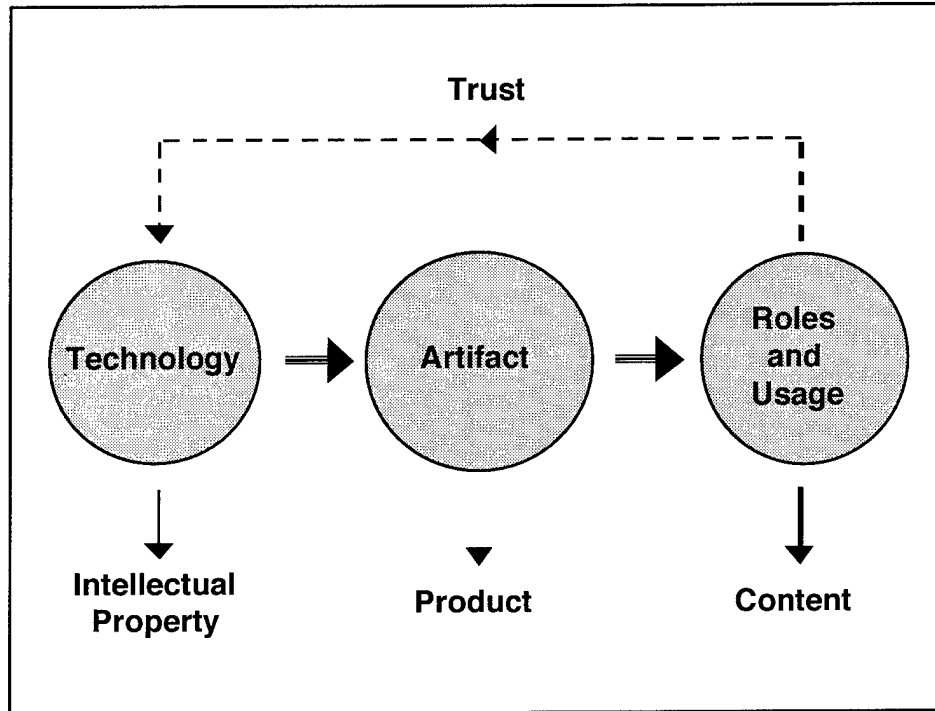 Trust
Technology
Artifact
Roles
and
Usage
Intellectual
Property
Product
Content